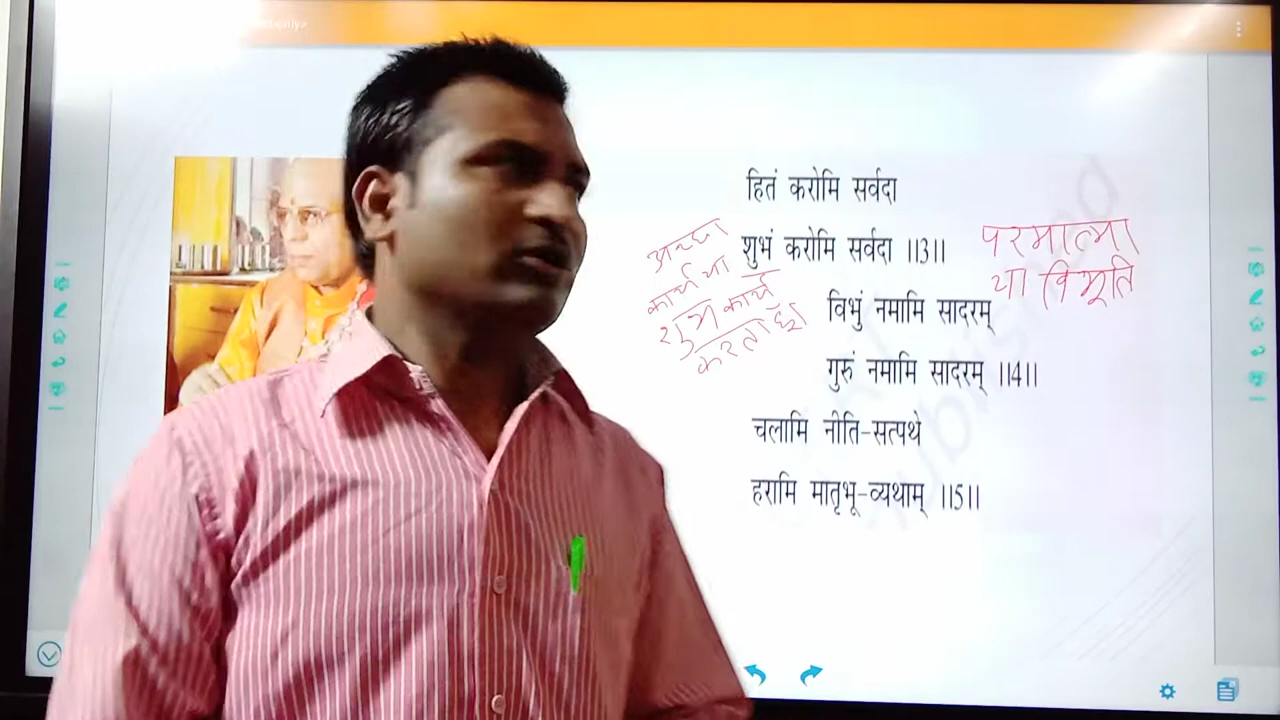 हितं करोमि सर्वदा
शुभं करोमि सर्वदा ।।3।।
विभुं नमामि सादरम्
गुरुं नमामि सादरम् ।।4।।
चलामि नीति-सत्पथे
हरामि मातृभू-व्यथाम् ।।5।।
अच्छा
कार्य या
शुभ कार्य
करता हूँ
परमात्मा
या विभूति